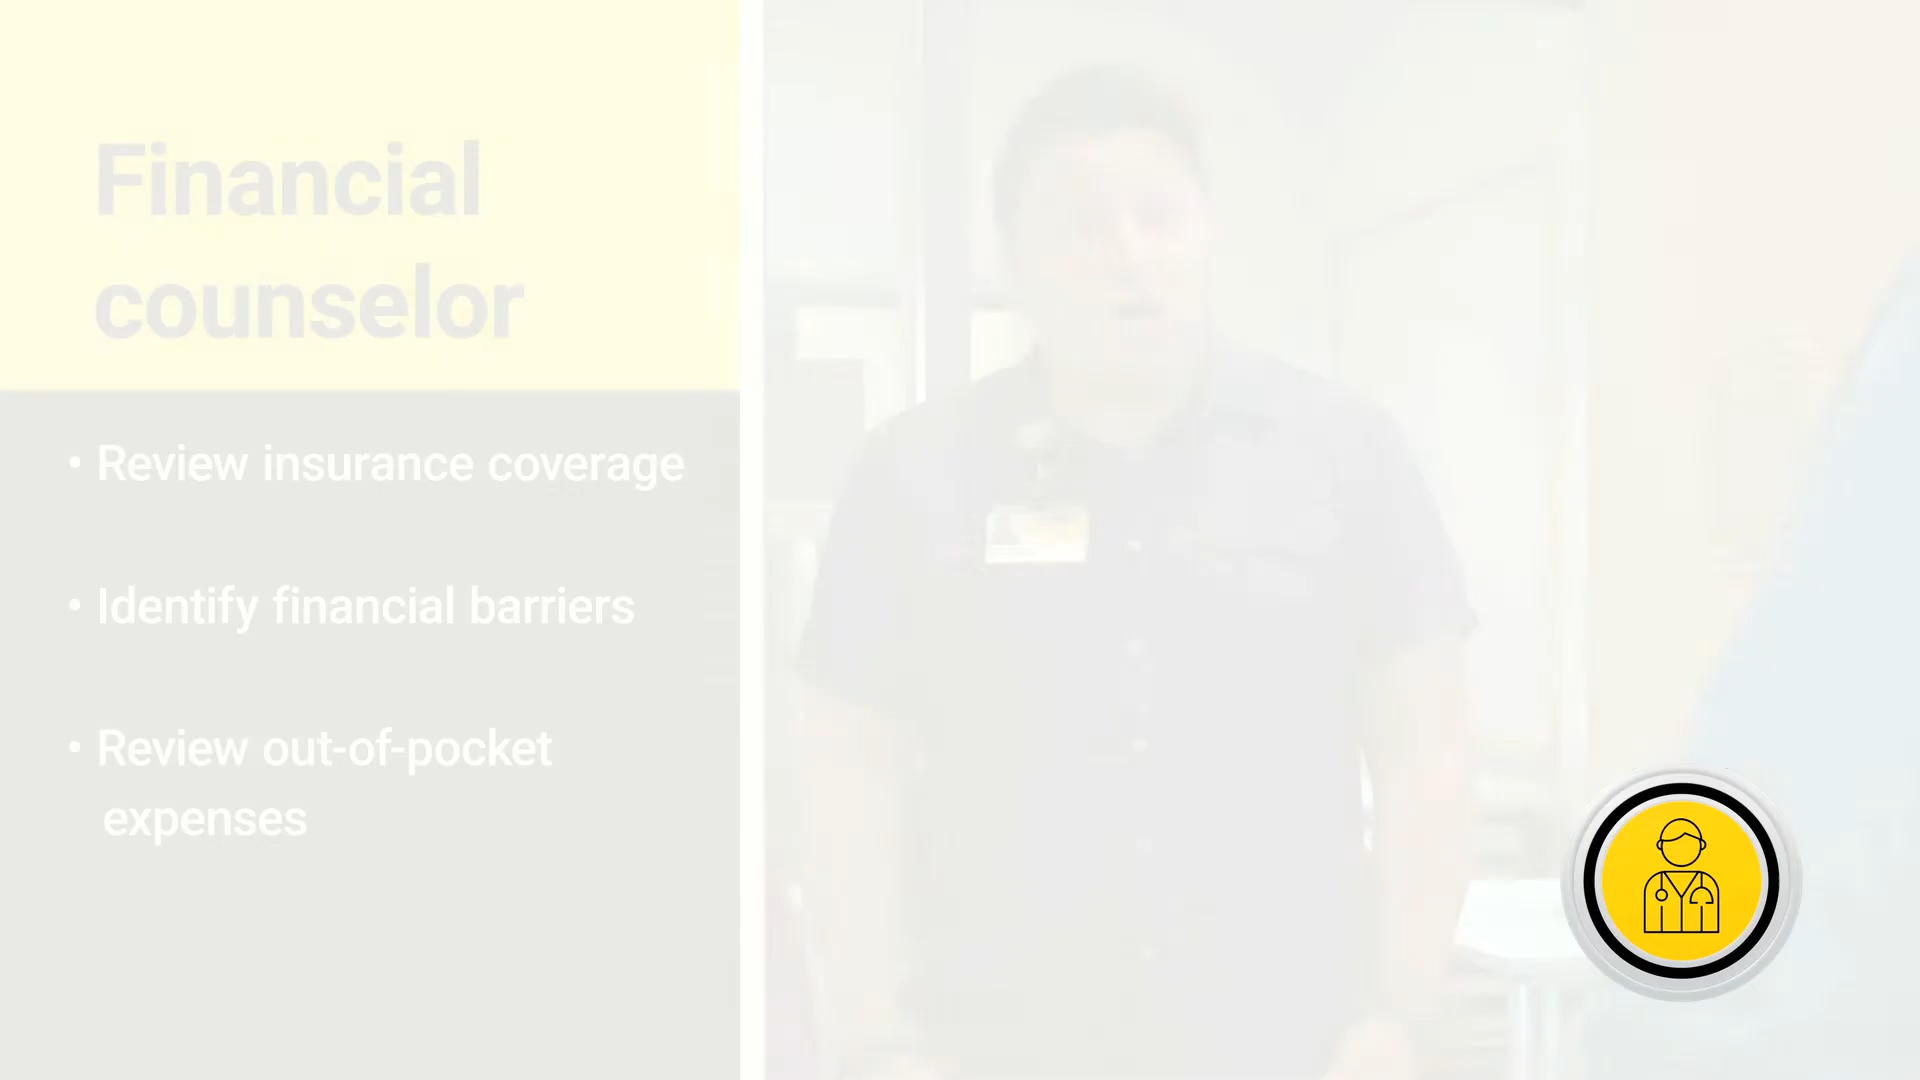 Financial
counselor
• Review insurance coverage
• Identify financial barriers
• Review out-of-pocket
expenses